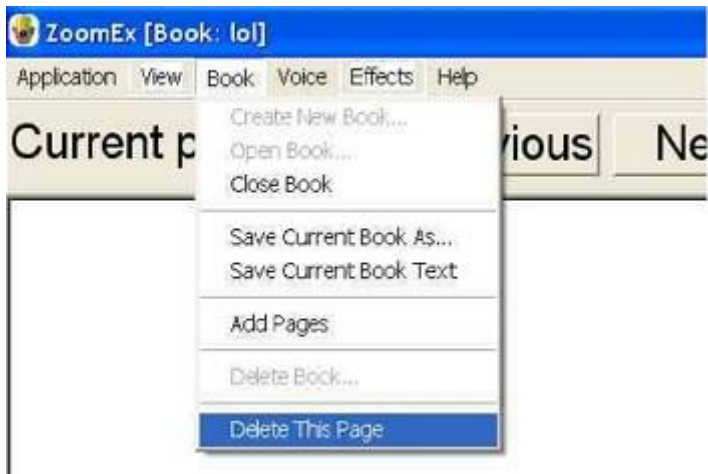 ZoomEx [Book: lol]
Application View Book Voice Effects Help
Current p ious Ne
Create New Book...
Open Book....
Close Book
Save Current Book As...
Save Current Book Text
Add Pages
Delete Book...
Delete This Page